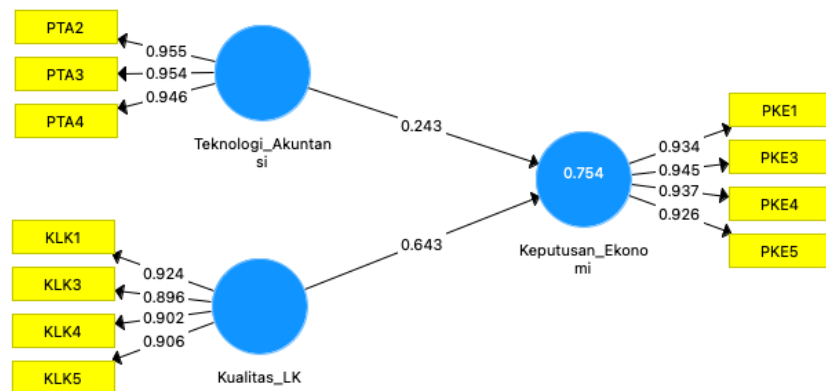 PTA2
0.955
PTA3
0.954
PTA4
0.946
Teknologi_Akuntan
si
0.243
KLK1
0.924
KLK3
0.896
KLK4
0.902
KLK5
0.906
Kualitas_LK
0.643
0.754
Keputusan_Ekono
mi
PKE1
0.934
PKE3
0.945
PKE4
0.937
PKE5
0.926